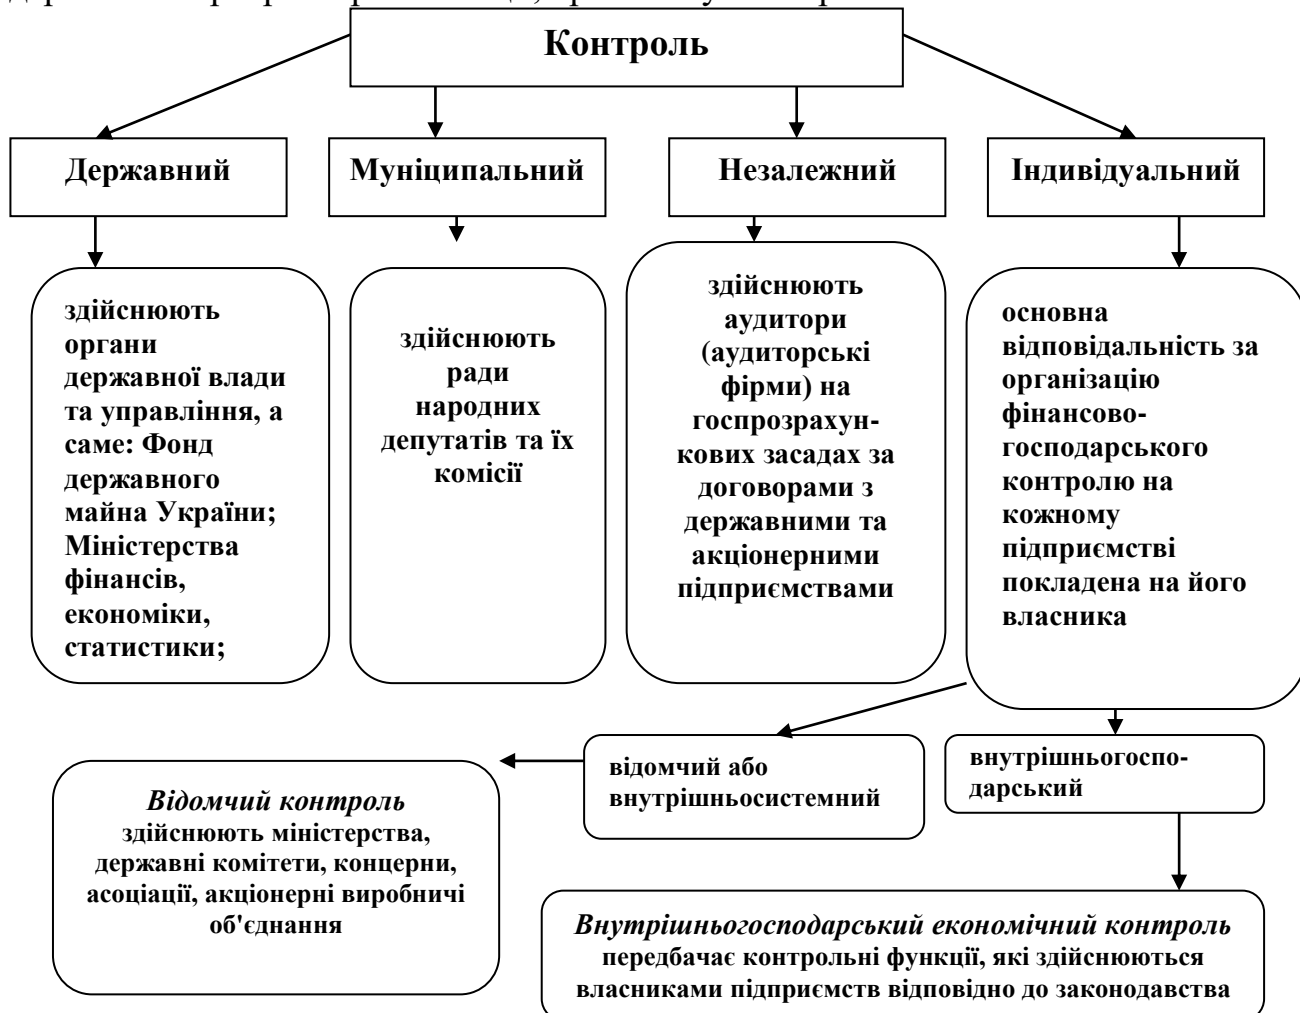 Контроль
Державний
Муніципальний
Незалежний
Індивідуальний
здійснюють
органи
державної влади
та управління, а
саме: Фонд
державного
майна України;
Міністерства
фінансів,
економіки,
статистики;
здійснюють
ради
народних
депутатів та їх
комісії
здійснюють
аудитори
(аудиторські
фірми) на
госпрозрахун-
кових засадах за
договорами з
державними та
акціонерними
підприємствами
основна
відповідальність за
організацію
фінансово-
господарського
контролю на
кожному
підприємстві
покладена на його
власника
відомчий або
внутрішньосистемний
внутрішньогоспо-
дарський
Відомчий контроль
здійснюють міністерства,
державні комітети, концерни,
асоціації, акціонерні виробничі
об'єднання
Внутрішньогосподарський економічний контроль
передбачає контрольні функції, які здійснюються
власниками підприємств відповідно до законодавства